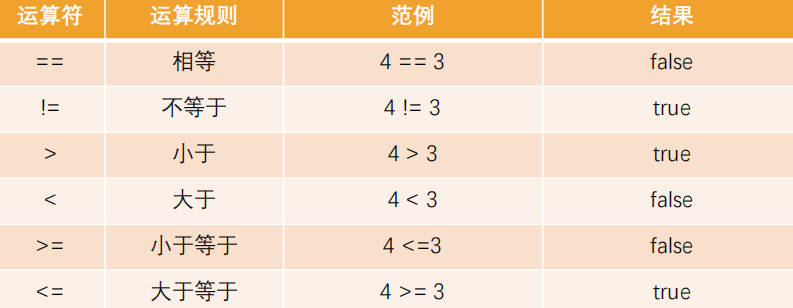 运算符 运算规则 范例 结果
== 相等 4 == 3 false
!= 不等于 4 != 3 true
> 小于 4 > 3 true
< 大于 4 < 3 false
>= 小于等于 4 <=3 false
<= 大于等于 4 >= 3 true